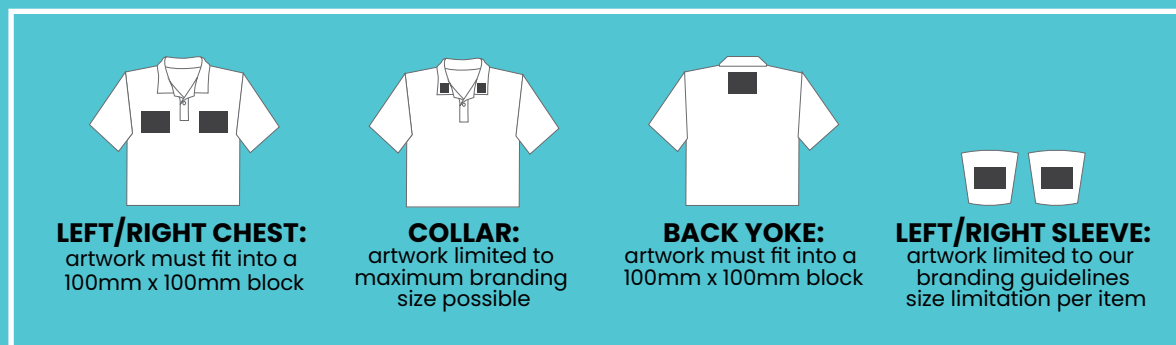 LEFT/RIGHT CHEST:
artwork must fit into a
100mm x 100mm block
COLLAR:
artwork limited to
maximum branding
size possible
BACK YOKE:
artwork must fit into a
100mm x 100mm block
LEFT/RIGHT SLEEVE:
artwork limited to our
branding guidelines
size limitation per item